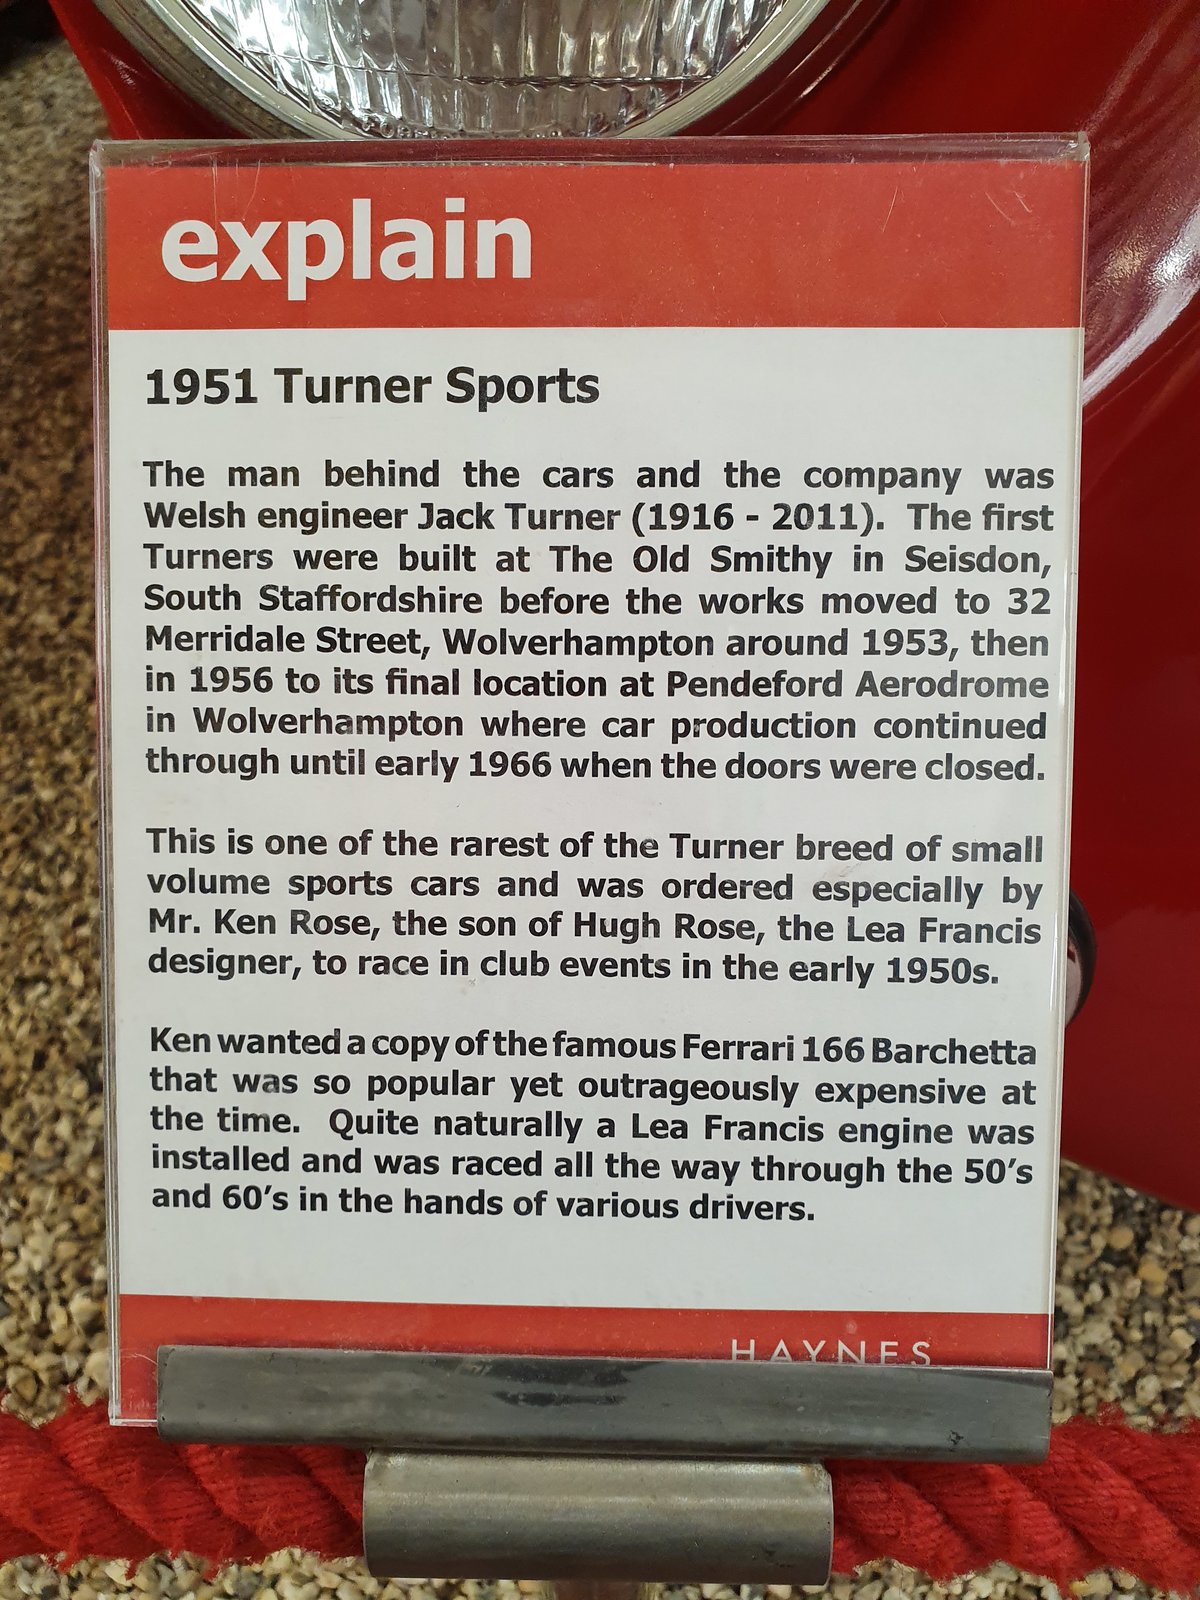 explain
1951 Turner Sports
The man behind the cars and the company was
Welsh engineer Jack Turner (1916 - 2011). The first
Turners were built at The Old Smithy in Seisdon,
South Staffordshire before the works moved to 32
Merridale Street, Wolverhampton around 1953, then
in 1956 to its final location at Pendeford Aerodrome
in Wolverhampton where car production continued
through until early 1966 when the doors were closed.
This is one of the rarest of the Turner breed of small
volume sports cars and was ordered especially by
Mr. Ken Rose, the son of Hugh Rose, the Lea Francis
designer, to race in club events in the early 1950s.
Ken wanted a copy of the famous Ferrari 166 Barchetta
that was so popular yet outrageously expensive at
the time. Quite naturally a Lea Francis engine was
installed and was raced all the way through the 50's
and 60's in the hands of various drivers.
HAYNES